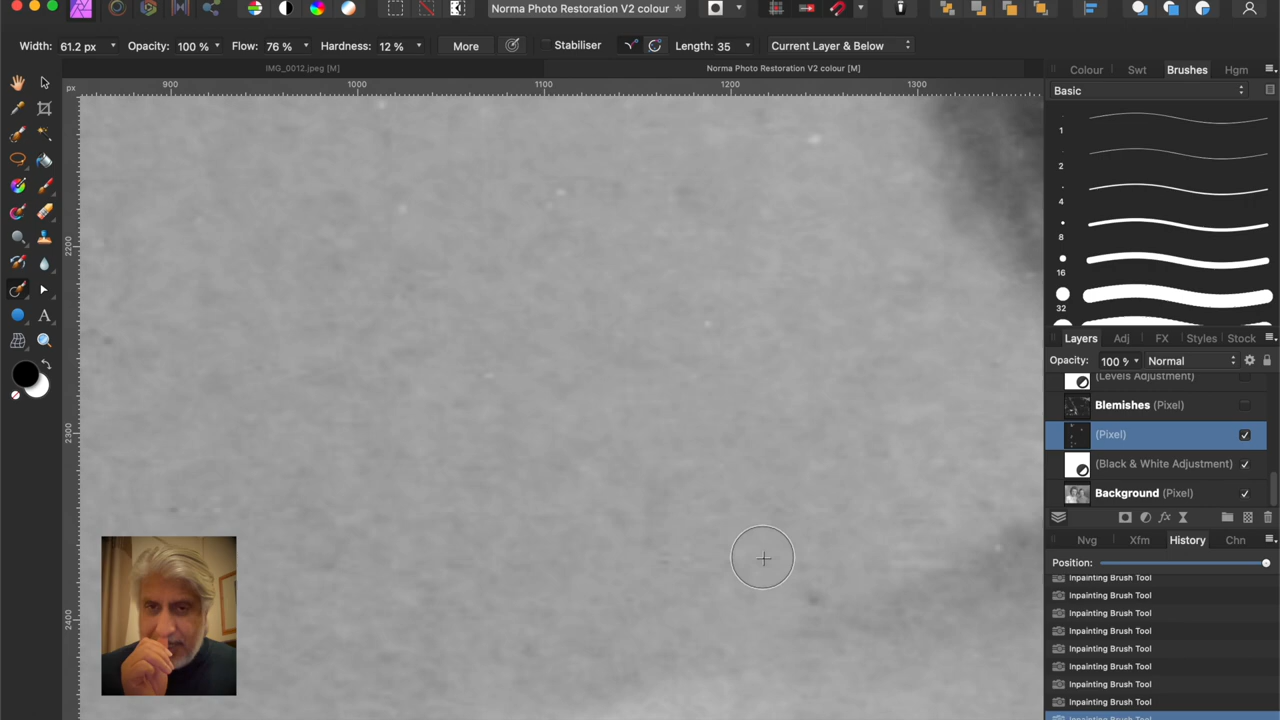 Norma Photo Restoration V2 colour *
Width: 61.2 px Opacity: 100 % Flow: 76 % Hardness: 12 % More Stabiliser Length: 35 Current Layer & Below
IMG_0012.jpeg [M] Norma Photo Restoration V2 colour [M]
px 900 1000 1100 1200 1300
2200
2300
2400
A
Colour Swt Brushes Hgm
Basic
1
2
4
8
16
32
Layers Adj FX Styles Stock
Opacity: 100 % Normal
(Levels Adjustment)
Blemishes (Pixel)
(Pixel)
(Black & White Adjustment)
Background (Pixel)
fx
Nvg Xfm History Chn
Position:
Inpainting Brush Tool
Inpainting Brush Tool
Inpainting Brush Tool
Inpainting Brush Tool
Inpainting Brush Tool
Inpainting Brush Tool
Inpainting Brush Tool
Inpainting Brush Tool